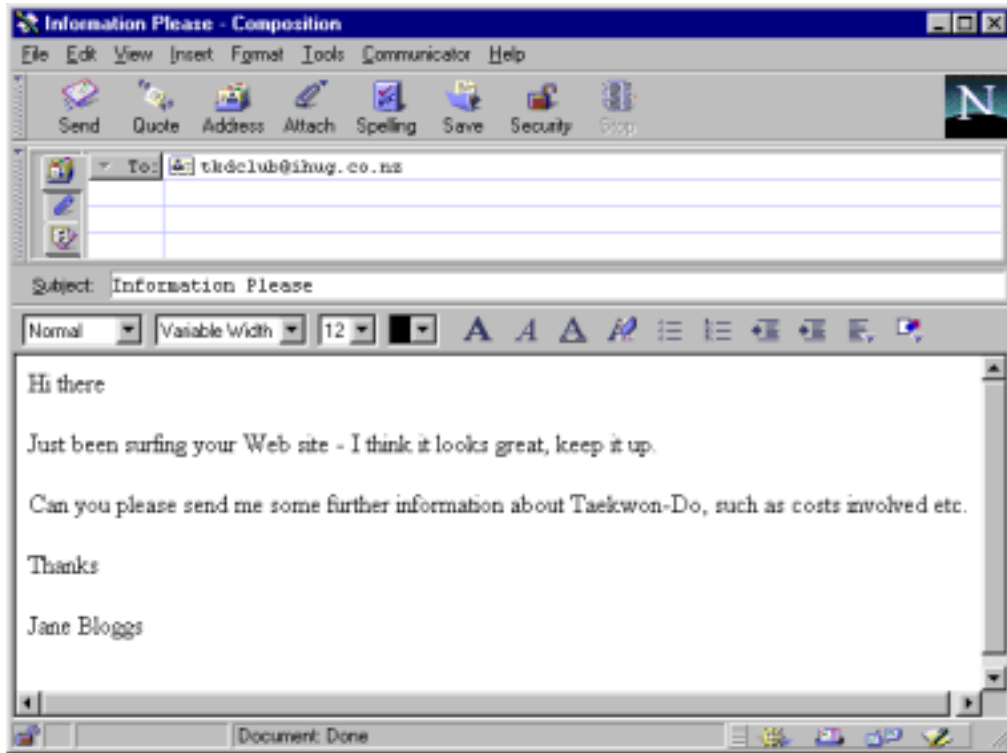 Information Please - Composition
File Edit View Insert Format Tools Communicator Help
Send Quote Address Attach Spelling Save Security Stop
N
To: tkdclub@ihug.co.nz
Subject: Information Please
Normal Variable Width 12 A A A
Hi there
Just been surfing your Web site - I think it looks great, keep it up.
Can you please send me some further information about Taekwon-Do, such as costs involved etc.
Thanks
Jane Bloggs
Document: Done